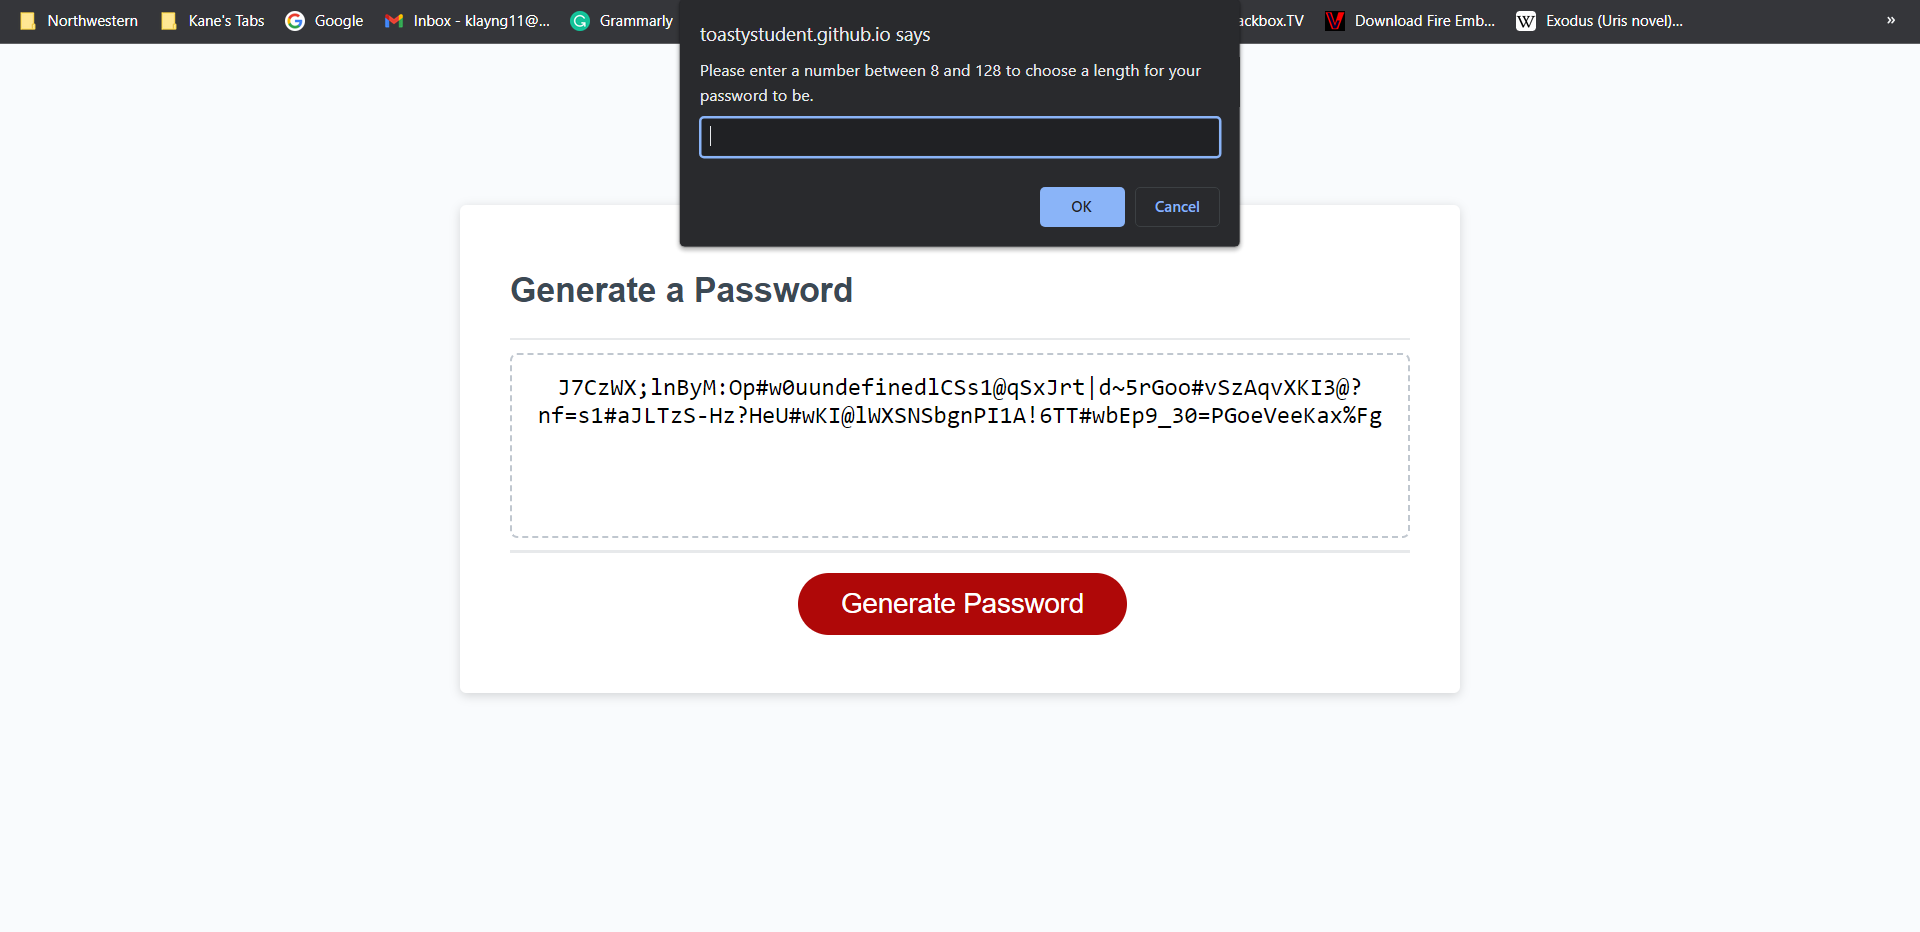 Northwestern Kane's Tabs Google Inbox - klayng11@... Grammarly ackbox.TV Download Fire Emb... Exodus (Uris novel)... »
toastystudent.github.io says
Please enter a number between 8 and 128 to choose a length for your
password to be.
OK Cancel
Generate a Password
J7CzWX;lnByM:Op#w0uundefinedlCSs1@qSxJrt|d~5rGoo#vSzAqvXKI3@?
nf=s1#aJLTzS-Hz?HeU#wKI@lWXSNSbgnPI1A!6TT#wbEp9_30=PGoeVeeKax%Fg
Generate Password